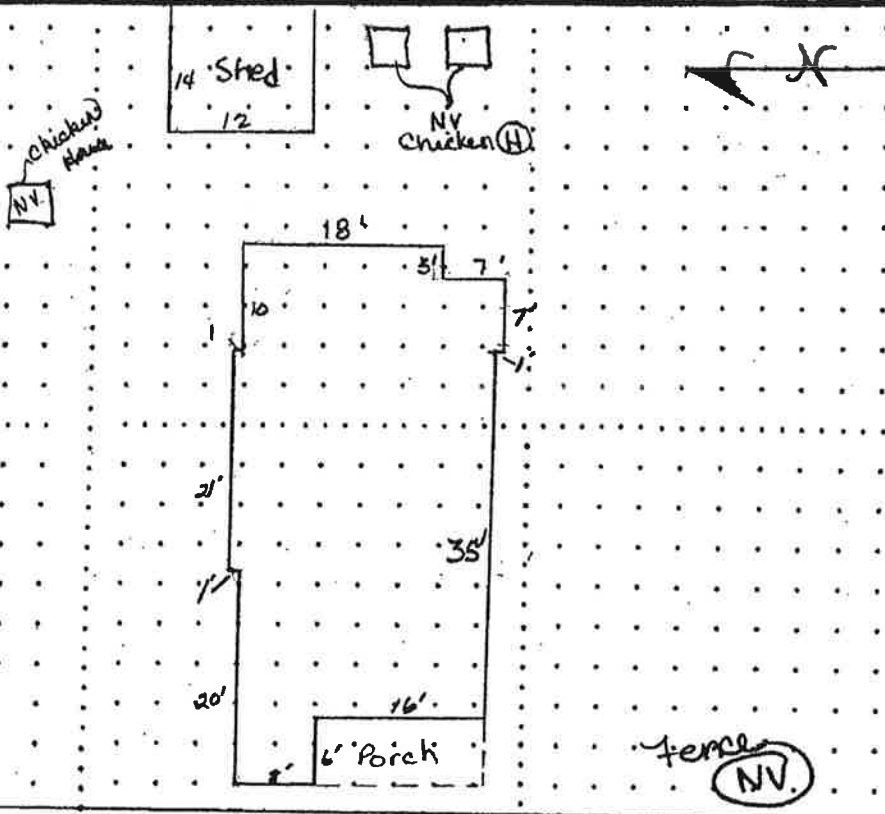 14 Shed
12
NV
Chicken (H)
N
Chicken
House
NV.
18'
3' 7'
10
7'
1
1'
21'
35'
1'
20'
16'
6' Porch
8'
Fence
NV.